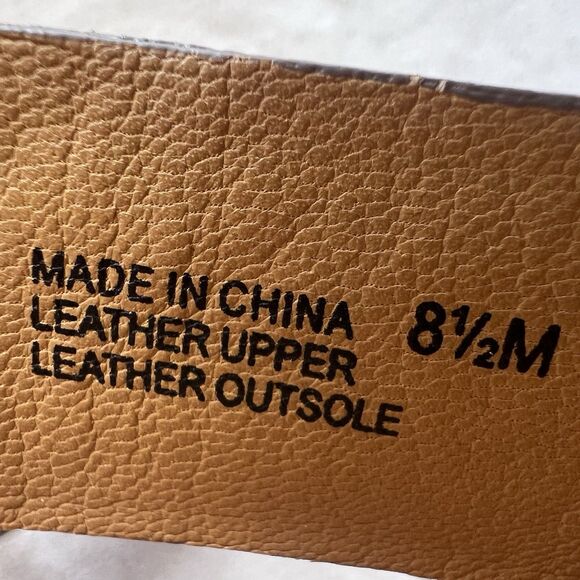 MADE IN CHINA
LEATHER UPPER
LEATHER OUTSOLE
8½M